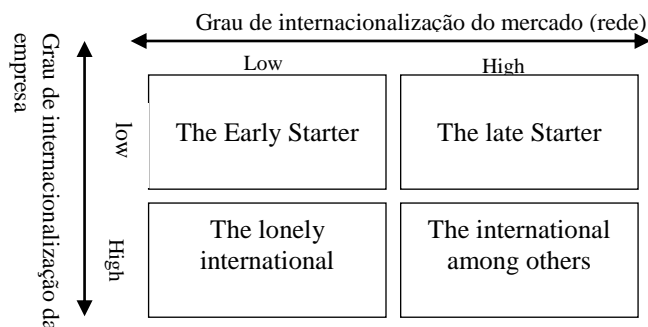 Grau de internacionalização do mercado (rede)
Low
High
Grau de internacionalização da
empresa
low
The Early Starter
The late Starter
High
The lonely
international
The international
among others